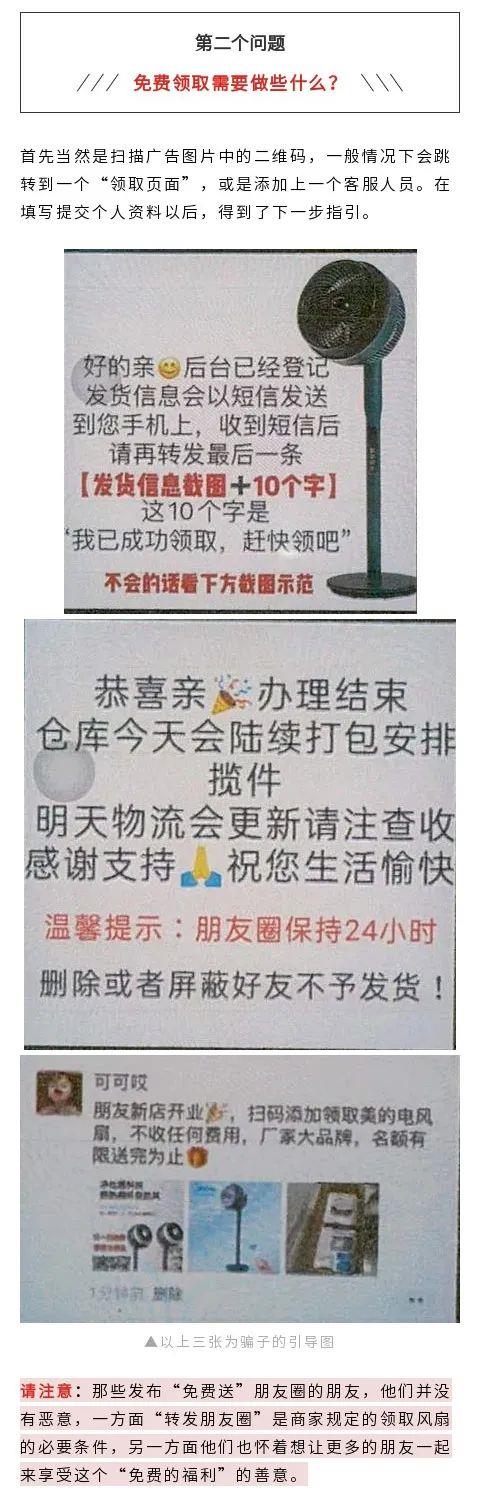 第二个问题
免费领取需要做些什么？
首先当然是扫描广告图片中的二维码，一般情况下会跳
转到一个“领取页面”，或是添加上一个客服人员。在
填写提交个人资料以后，得到了下一步指引。
好的亲😊后台已经登记
发货信息会以短信发送
到您手机上，收到短信后
请再转发最后一条
【发货信息截图➕10个字】
这10个字是
“我已成功领取，赶快领吧”
不会的话看下方截图示范
恭喜亲🎉办理结束
仓库今天会陆续打包安排
揽件
明天物流会更新请注查收
感谢支持🙏祝您生活愉快
温馨提示：朋友圈保持24小时
删除或者屏蔽好友不予发货！
可可哎
朋友新店开业🎉，扫码添加领取美的电风
扇，不收任何费用，厂家大品牌，名额有
限送完为止🎁
1分钟前 删除
▲以上三张为骗子的引导图
请注意：那些发布“免费送”朋友圈的朋友，他们并没
有恶意，一方面“转发朋友圈”是商家规定的领取风扇
的必要条件，另一方面他们也怀着想让更多的朋友一起
来享受这个“免费的福利”的善意。